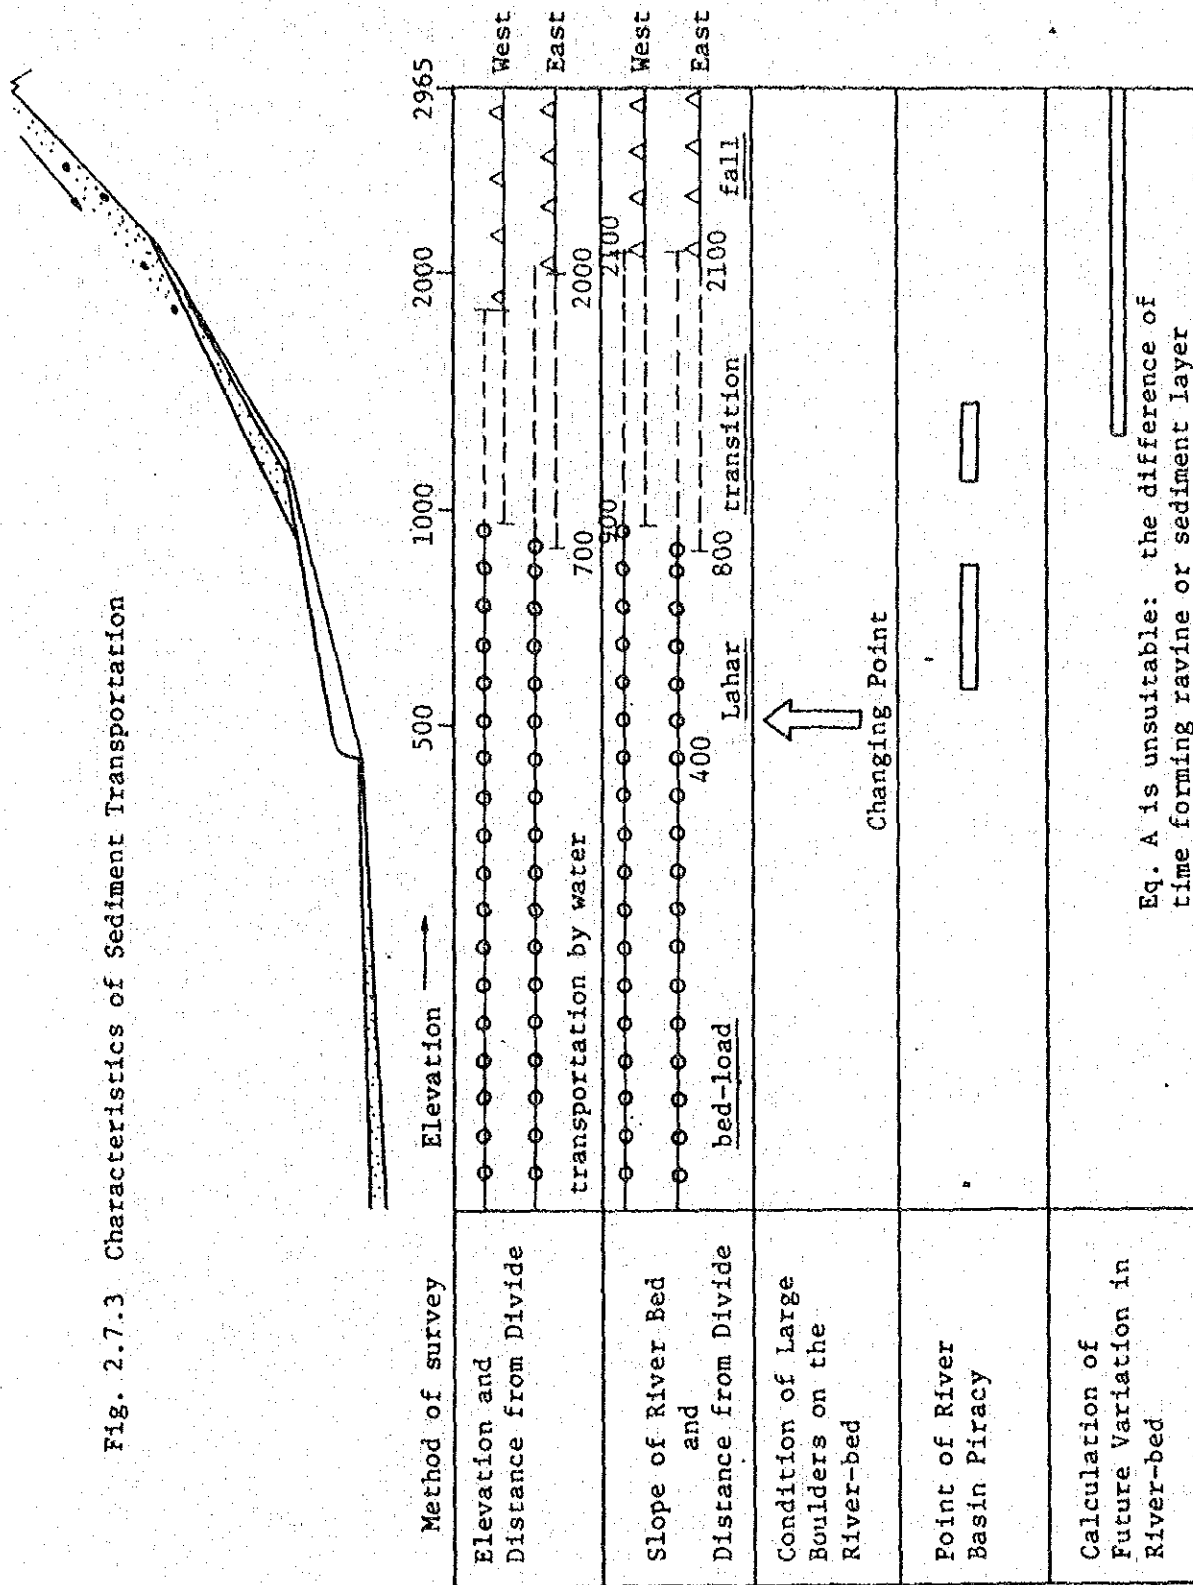 Fig. 2.7.3 Characteristics of Sediment Transportation
Method of survey
Elevation
500
1000
2000
2965
Elevation and
Distance from Divide
West
East
transportation by water
700
2000
Slope of River Bed
and
Distance from Divide
900
2100
West
East
400
800
2100
bed-load
Lahar
transition
fall
Condition of Large
Boulders on the
River-bed
Changing Point
Point of River
Basin Piracy
Calculation of
Future Variation in
River-bed
Eq. A is unsuitable: the difference of
time forming ravine or sediment layer